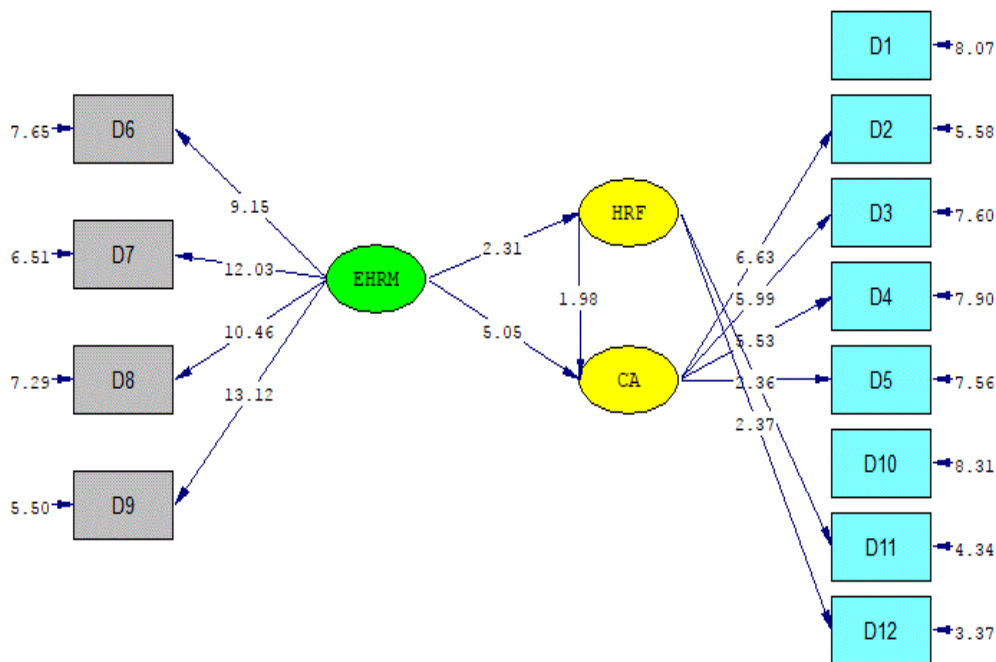 D1
8.07
D6
7.65
D2
5.58
9.15
HRF
D3
7.60
D7
6.51
12.03
EHRM
2.31
6.63
1.98
5.99
D4
7.90
10.46
5.05
5.53
D8
7.29
13.12
CA
2.36
D5
7.56
2.37
D10
8.31
D9
5.50
D11
4.34
D12
3.37